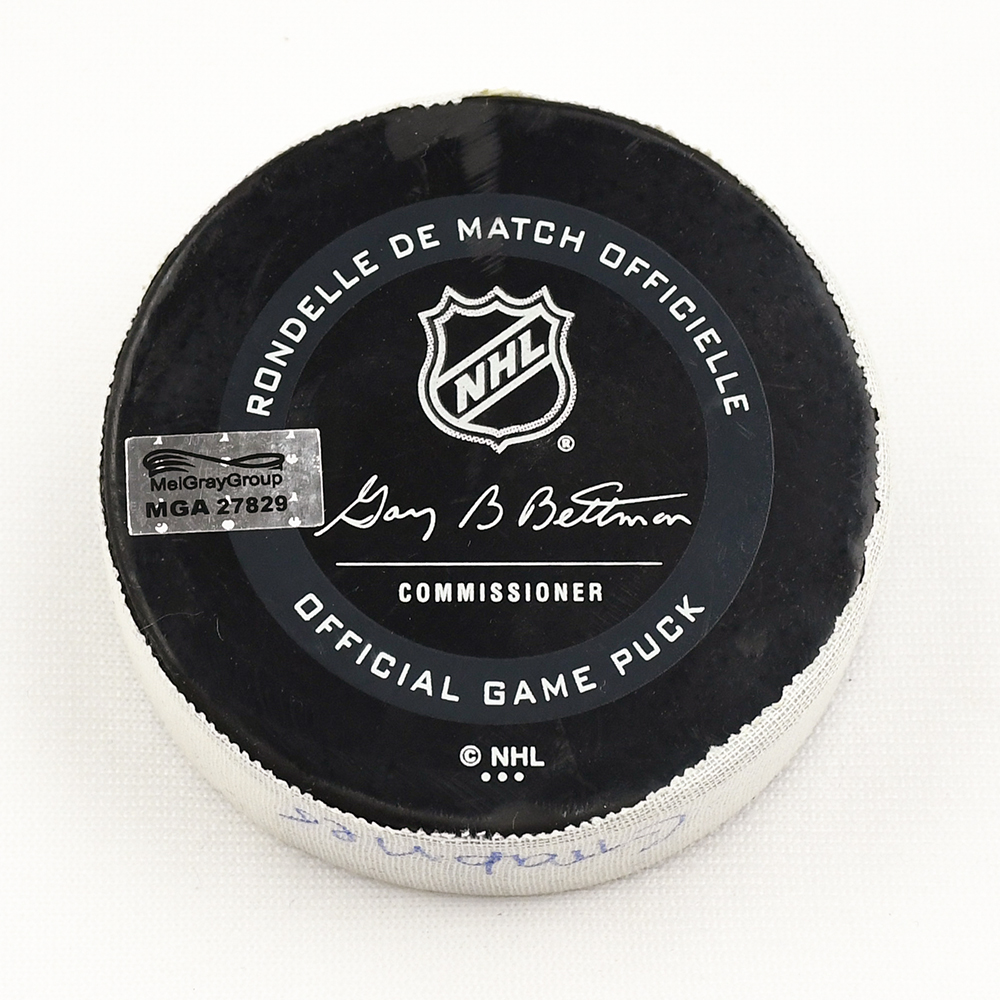 RONDELLE DE MATCH OFFICIELLE
NHL
®
MeiGrayGroup
MGA 27829
Gary B Bettman
COMMISSIONER
OFFICIAL GAME PUCK
© NHL